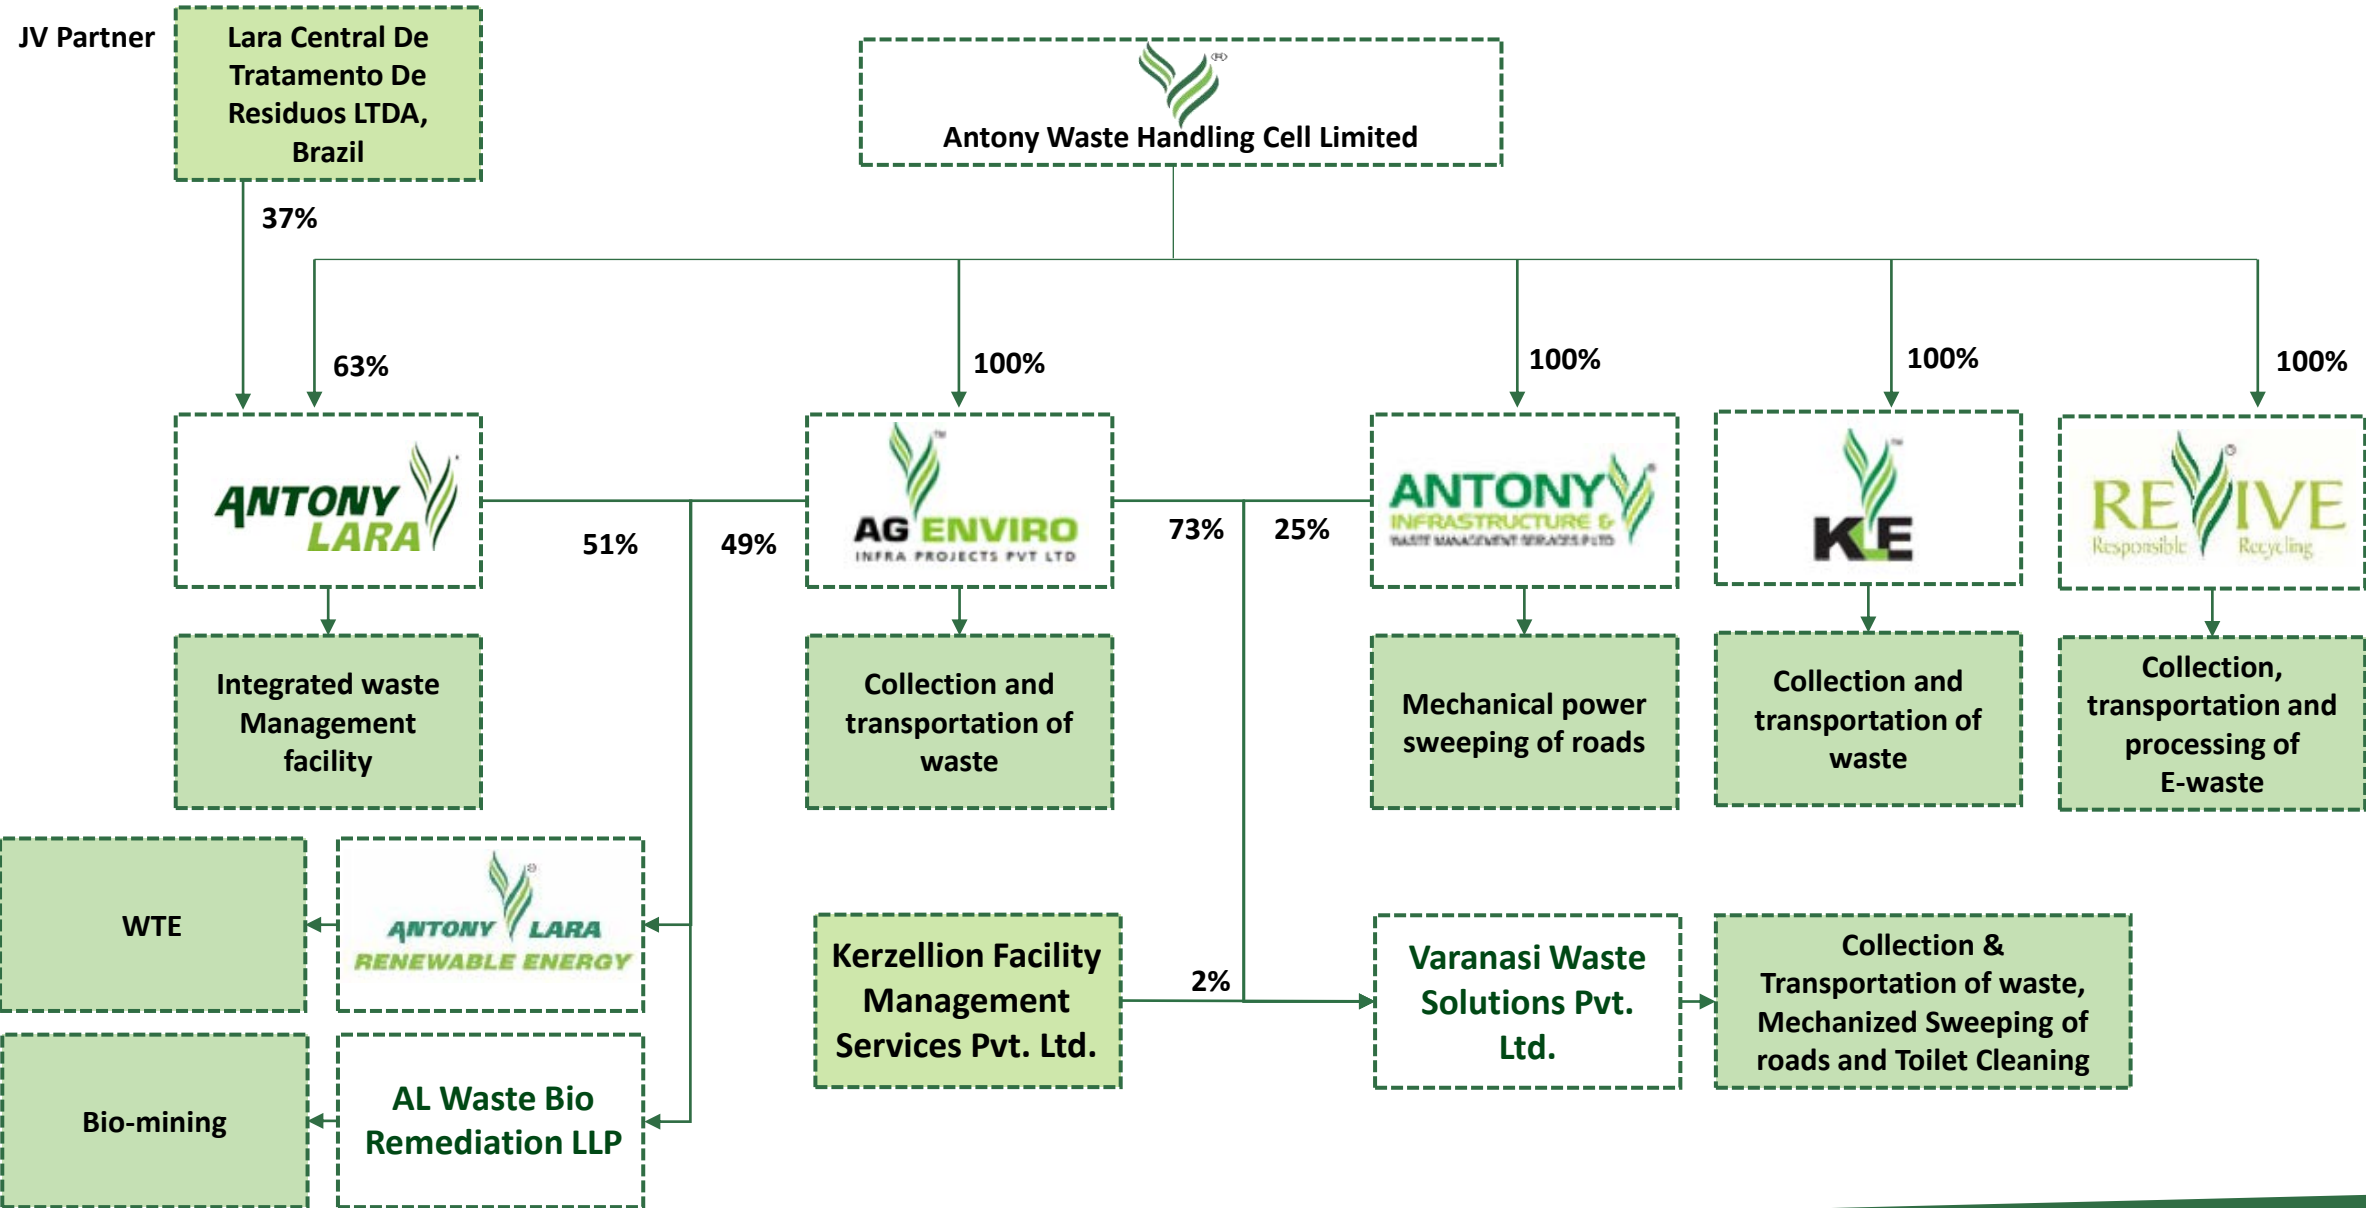 JV Partner
Lara Central De
Tratamento De
Residuos LTDA,
Brazil
Antony Waste Handling Cell Limited
37%
63%
100%
100%
100%
100%
ANTONY
LARA
51%
49%
AG ENVIRO
INFRA PROJECTS PVT LTD
73%
25%
ANTONY
INFRASTRUCTURE &
WASTE MANAGEMENT SERVICES P LTD
KLE
REVIVE
Responsible Recycling
Integrated waste
Management
facility
Collection and
transportation of
waste
Mechanical power
sweeping of roads
Collection and
transportation of
waste
Collection,
transportation and
processing of
E-waste
WTE
ANTONY LARA
RENEWABLE ENERGY
Kerzellion Facility
Management
Services Pvt. Ltd.
2%
Varanasi Waste
Solutions Pvt.
Ltd.
Collection &
Transportation of waste,
Mechanized Sweeping of
roads and Toilet Cleaning
Bio-mining
AL Waste Bio
Remediation LLP